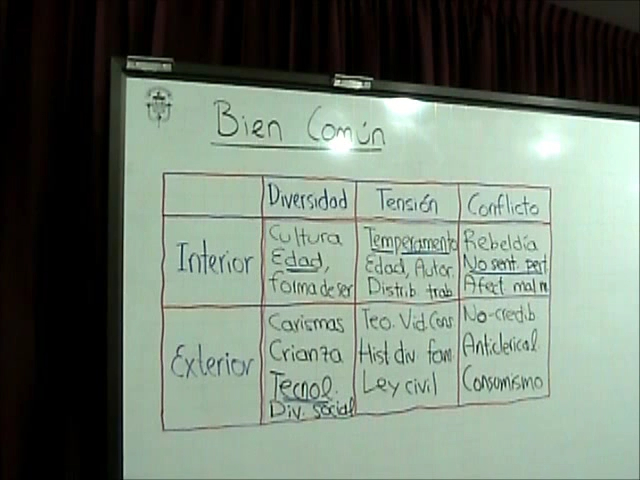 Bien Común
Diversidad Tensión Conflicto
Interior
Cultura
Edad,
forma de ser
Temperamento
Edad, Autor.
Distrib trab
Rebeldía
No sent. pert
Afect mal m
Exterior
Carismas
Crianza
Tecnol.
Div. social
Teo. Vid. Cons
Hist div. fam.
Ley civil
No-credib
Anticlerical.
Consumismo